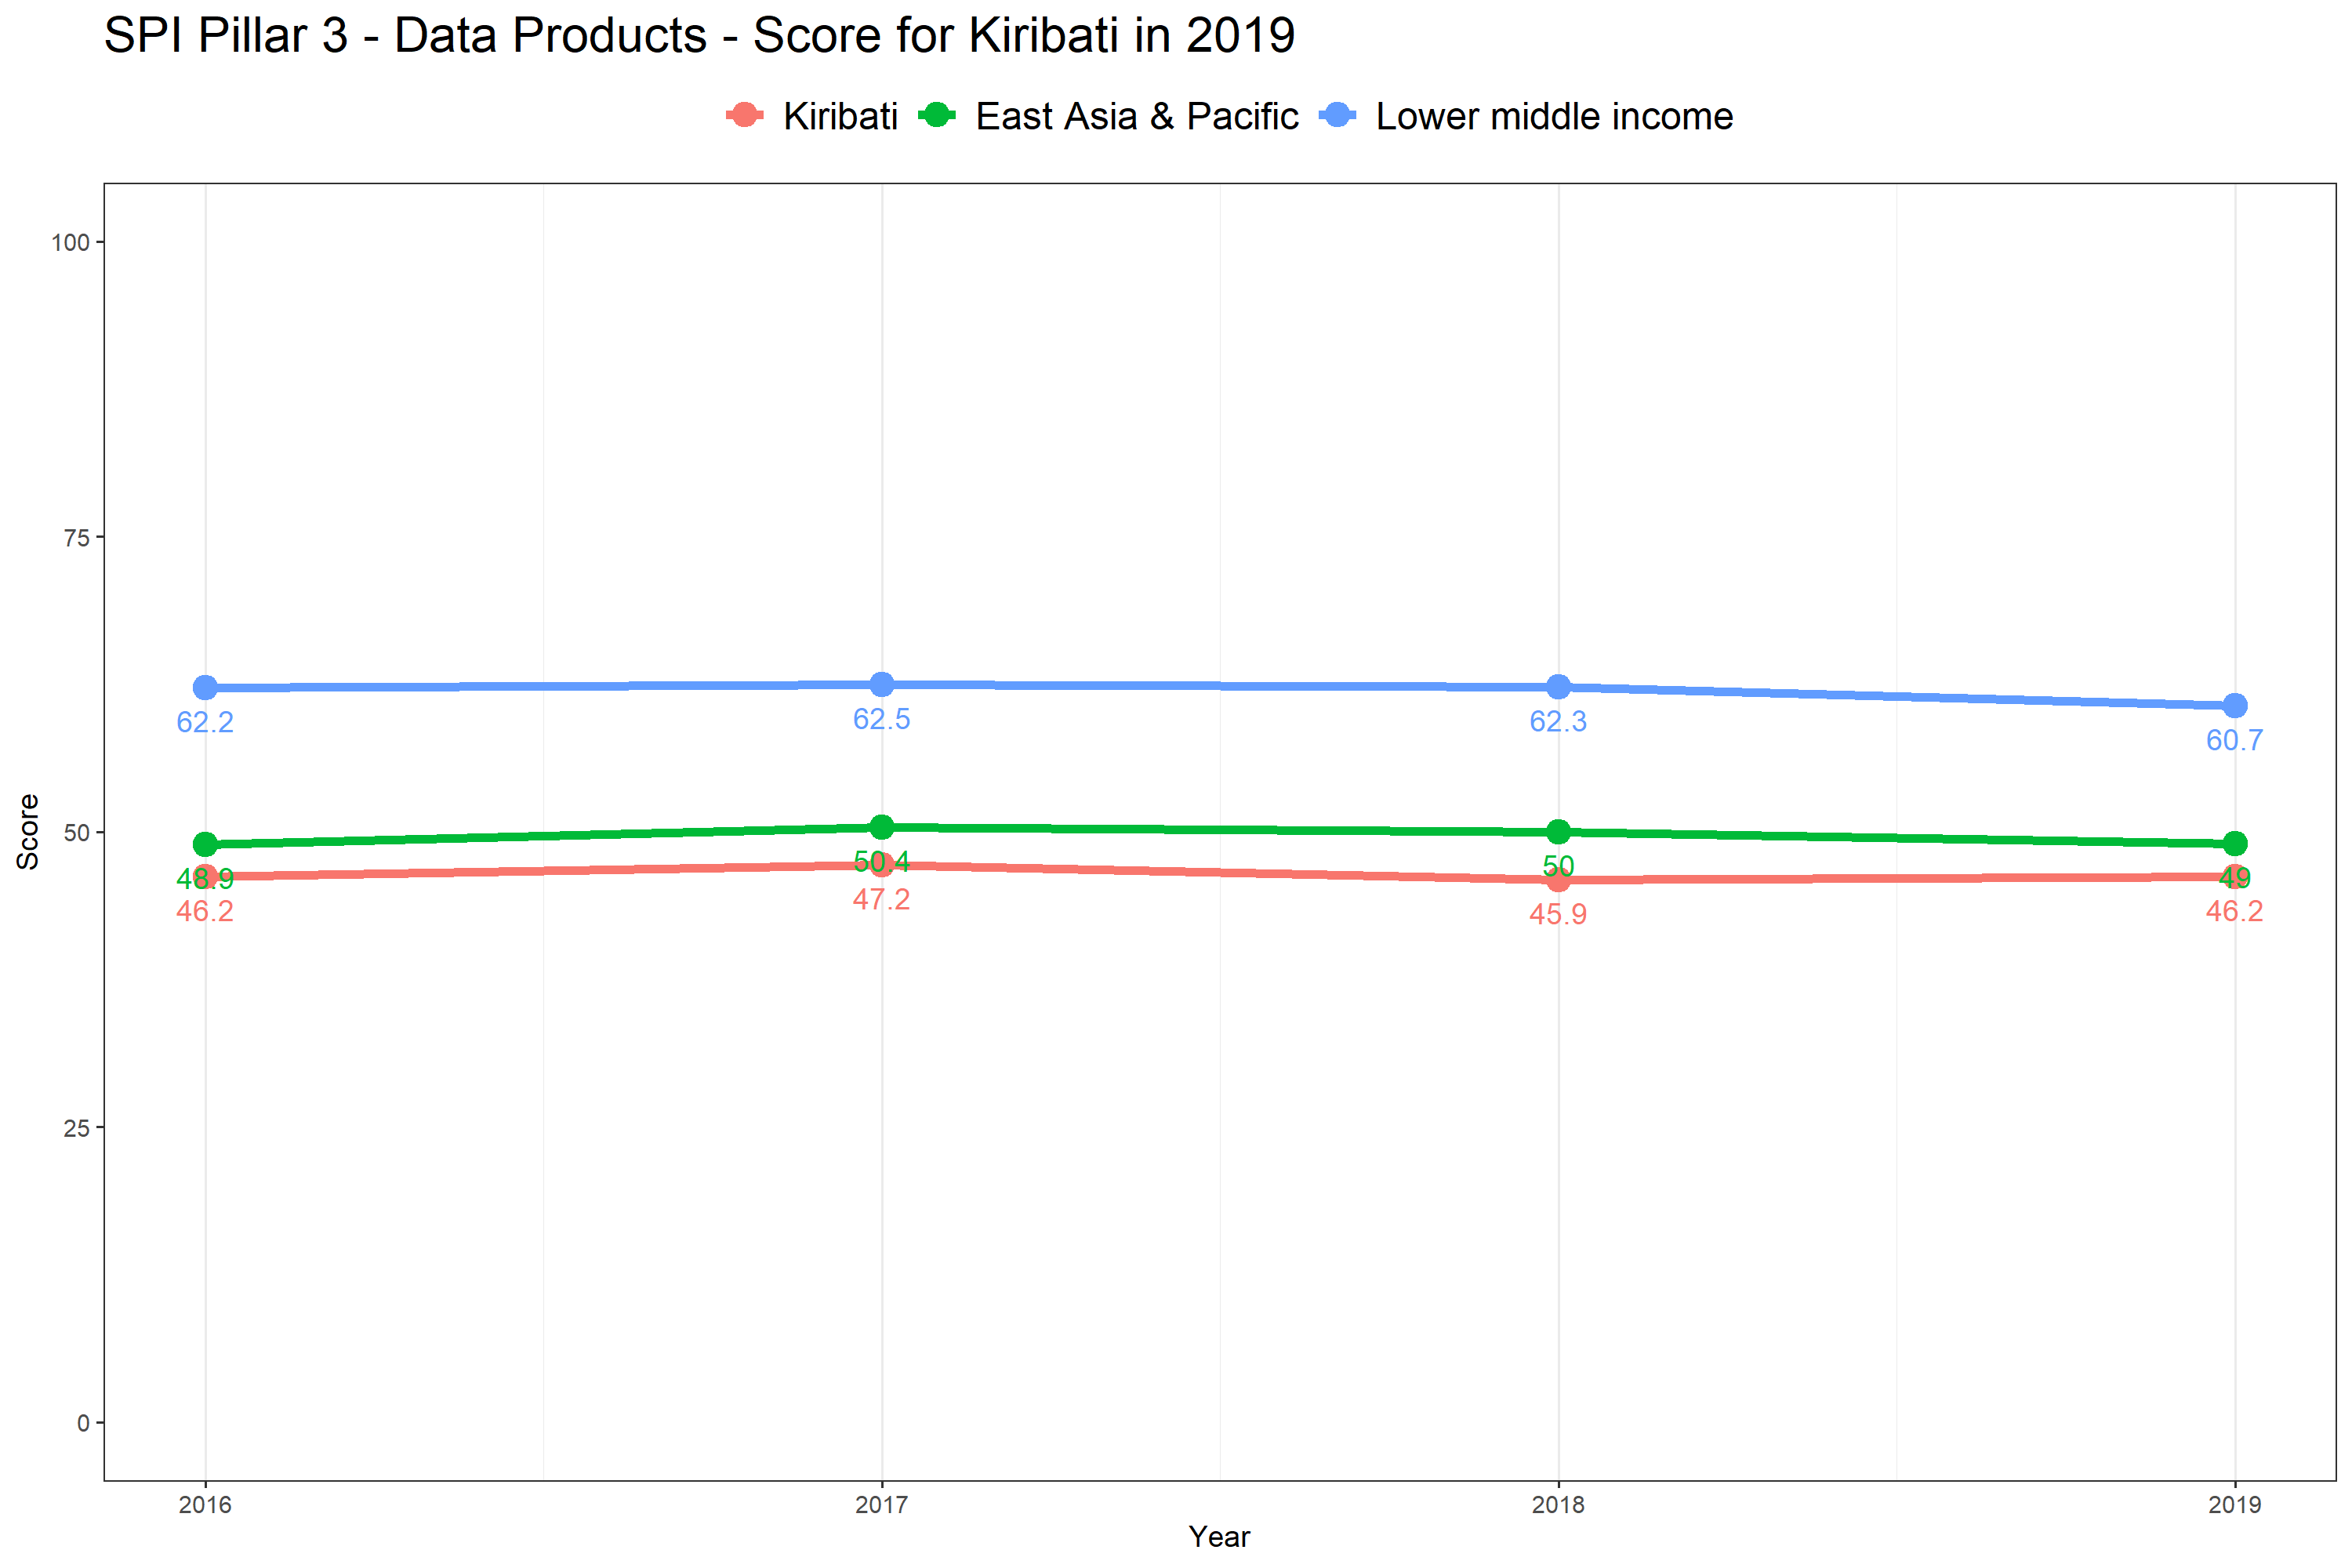 SPI Pillar 3 - Data Products - Score for Kiribati in 2019
Kiribati East Asia & Pacific Lower middle income
100
75
50
25
0
Score
62.2 62.5 62.3 60.7
48.9 50.4 50 49
46.2 47.2 45.9 46.2
2016 2017 2018 2019
Year